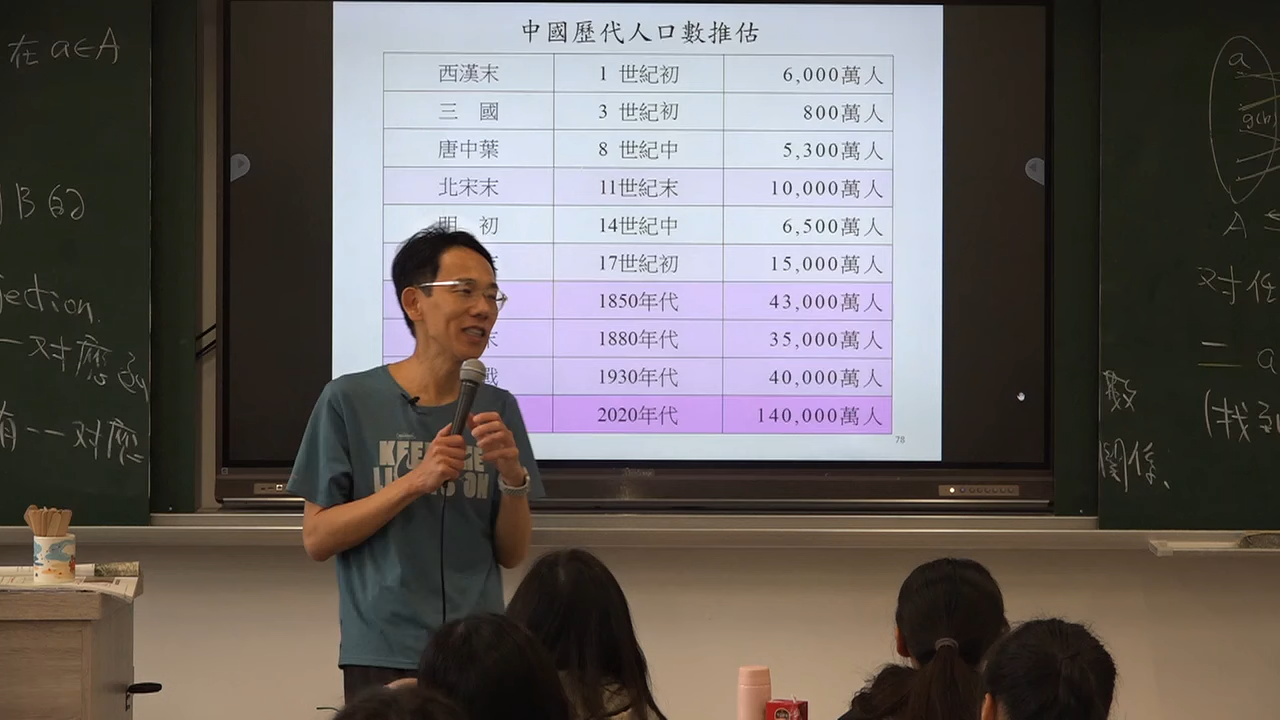 中國歷代人口數推估
西漢末 1 世紀初 6,000萬人
三 國 3 世紀初 800萬人
唐中葉 8 世紀中 5,300萬人
北宋末 11世紀末 10,000萬人
明 初 14世紀中 6,500萬人
17世紀初 15,000萬人
1850年代 43,000萬人
末 1880年代 35,000萬人
戰 1930年代 40,000萬人
2020年代 140,000萬人
78
在 a∈A
B 的
jection.
一对應
有一一对應
a
g(b)
A
对任
二 a
(找到
數
關係